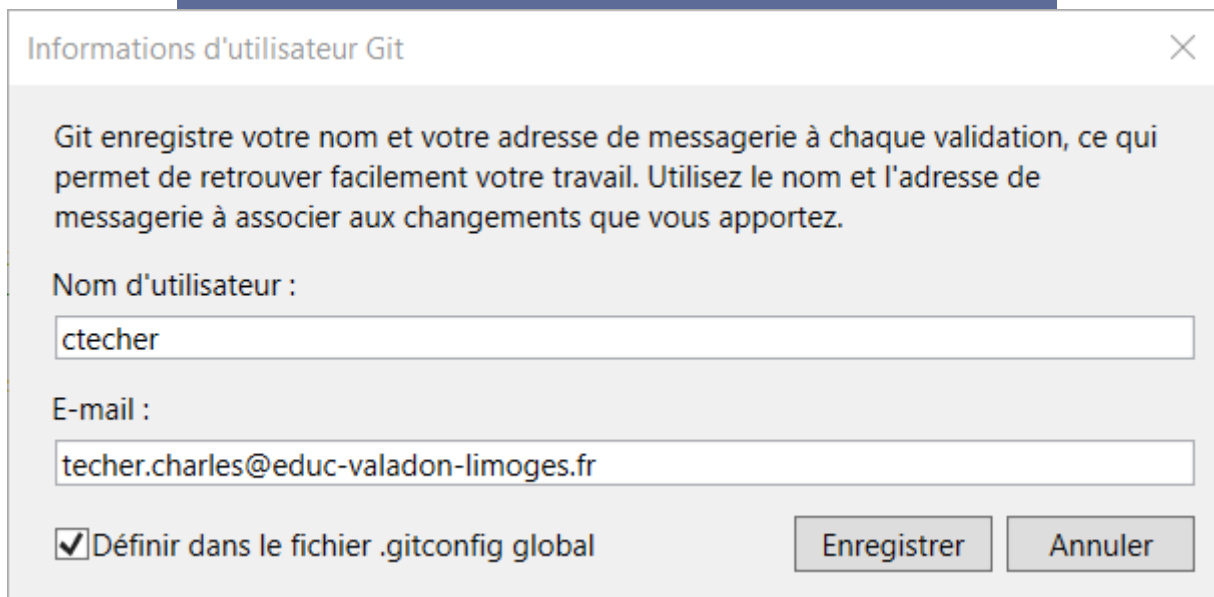 Informations d'utilisateur Git
Git enregistre votre nom et votre adresse de messagerie à chaque validation, ce qui
permet de retrouver facilement votre travail. Utilisez le nom et l'adresse de
messagerie à associer aux changements que vous apportez.
Nom d'utilisateur :
ctecher
E-mail :
techer.charles@educ-valadon-limoges.fr
Définir dans le fichier .gitconfig global
Enregistrer
Annuler